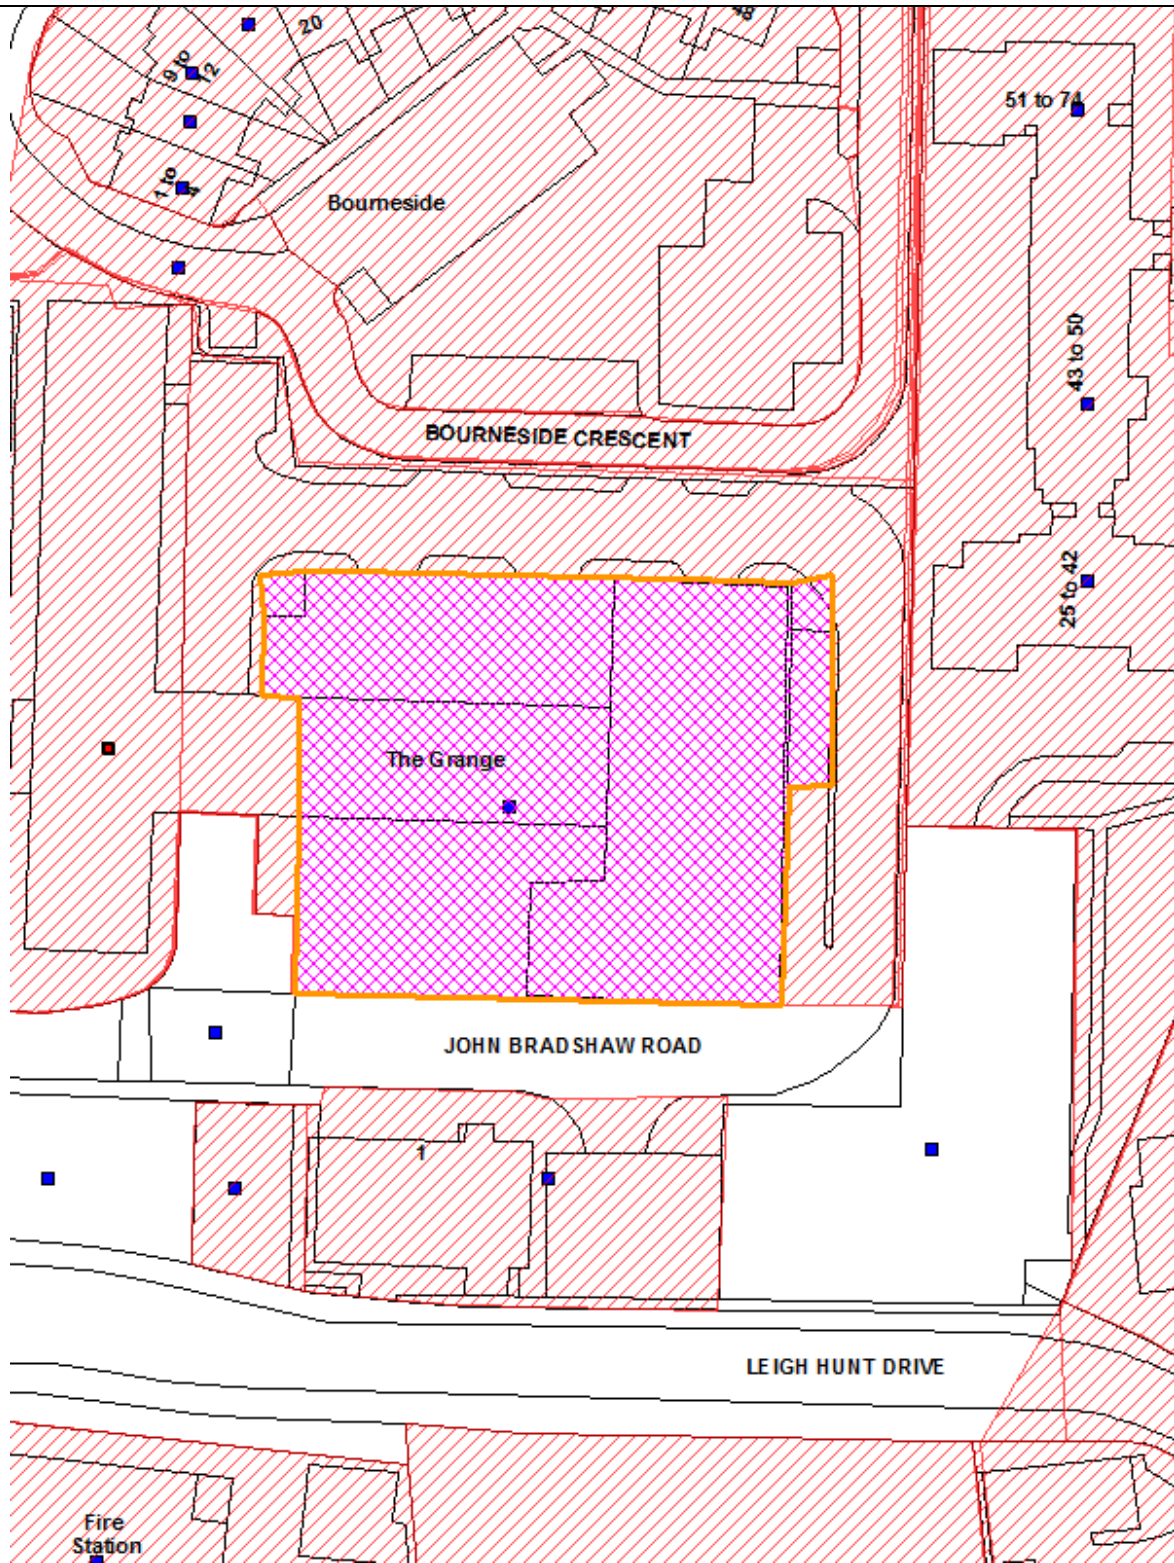 20
48
9 to
12
51 to 74
1 to
4
Bourneside
43 to 50
BOURNESIDE CRESCENT
25 to 42
The Grange
JOHN BRADSHAW ROAD
1
LEIGH HUNT DRIVE
Fire
Station